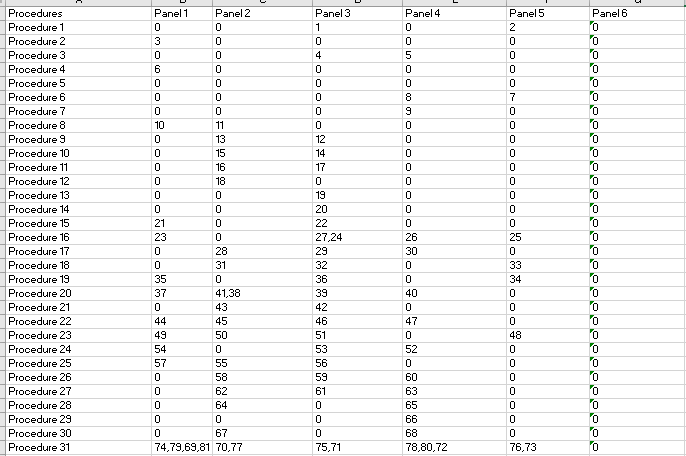 Procedures Panel 1 Panel 2 Panel 3 Panel 4 Panel 5 Panel 6
Procedure 1 0 0 1 0 2 0
Procedure 2 3 0 0 0 0 0
Procedure 3 0 0 4 5 0 0
Procedure 4 6 0 0 0 0 0
Procedure 5 0 0 0 0 0 0
Procedure 6 0 0 0 8 7 0
Procedure 7 0 0 0 9 0 0
Procedure 8 10 11 0 0 0 0
Procedure 9 0 13 12 0 0 0
Procedure 10 0 15 14 0 0 0
Procedure 11 0 16 17 0 0 0
Procedure 12 0 18 0 0 0 0
Procedure 13 0 0 19 0 0 0
Procedure 14 0 0 20 0 0 0
Procedure 15 21 0 22 0 0 0
Procedure 16 23 0 27,24 26 25 0
Procedure 17 0 28 29 30 0 0
Procedure 18 0 31 32 0 33 0
Procedure 19 35 0 36 0 34 0
Procedure 20 37 41,38 39 40 0 0
Procedure 21 0 43 42 0 0 0
Procedure 22 44 45 46 47 0 0
Procedure 23 49 50 51 0 48 0
Procedure 24 54 0 53 52 0 0
Procedure 25 57 55 56 0 0 0
Procedure 26 0 58 59 60 0 0
Procedure 27 0 62 61 63 0 0
Procedure 28 0 64 0 65 0 0
Procedure 29 0 0 0 66 0 0
Procedure 30 0 67 0 68 0 0
Procedure 31 74,79,69,81 70,77 75,71 78,80,72 76,73 0